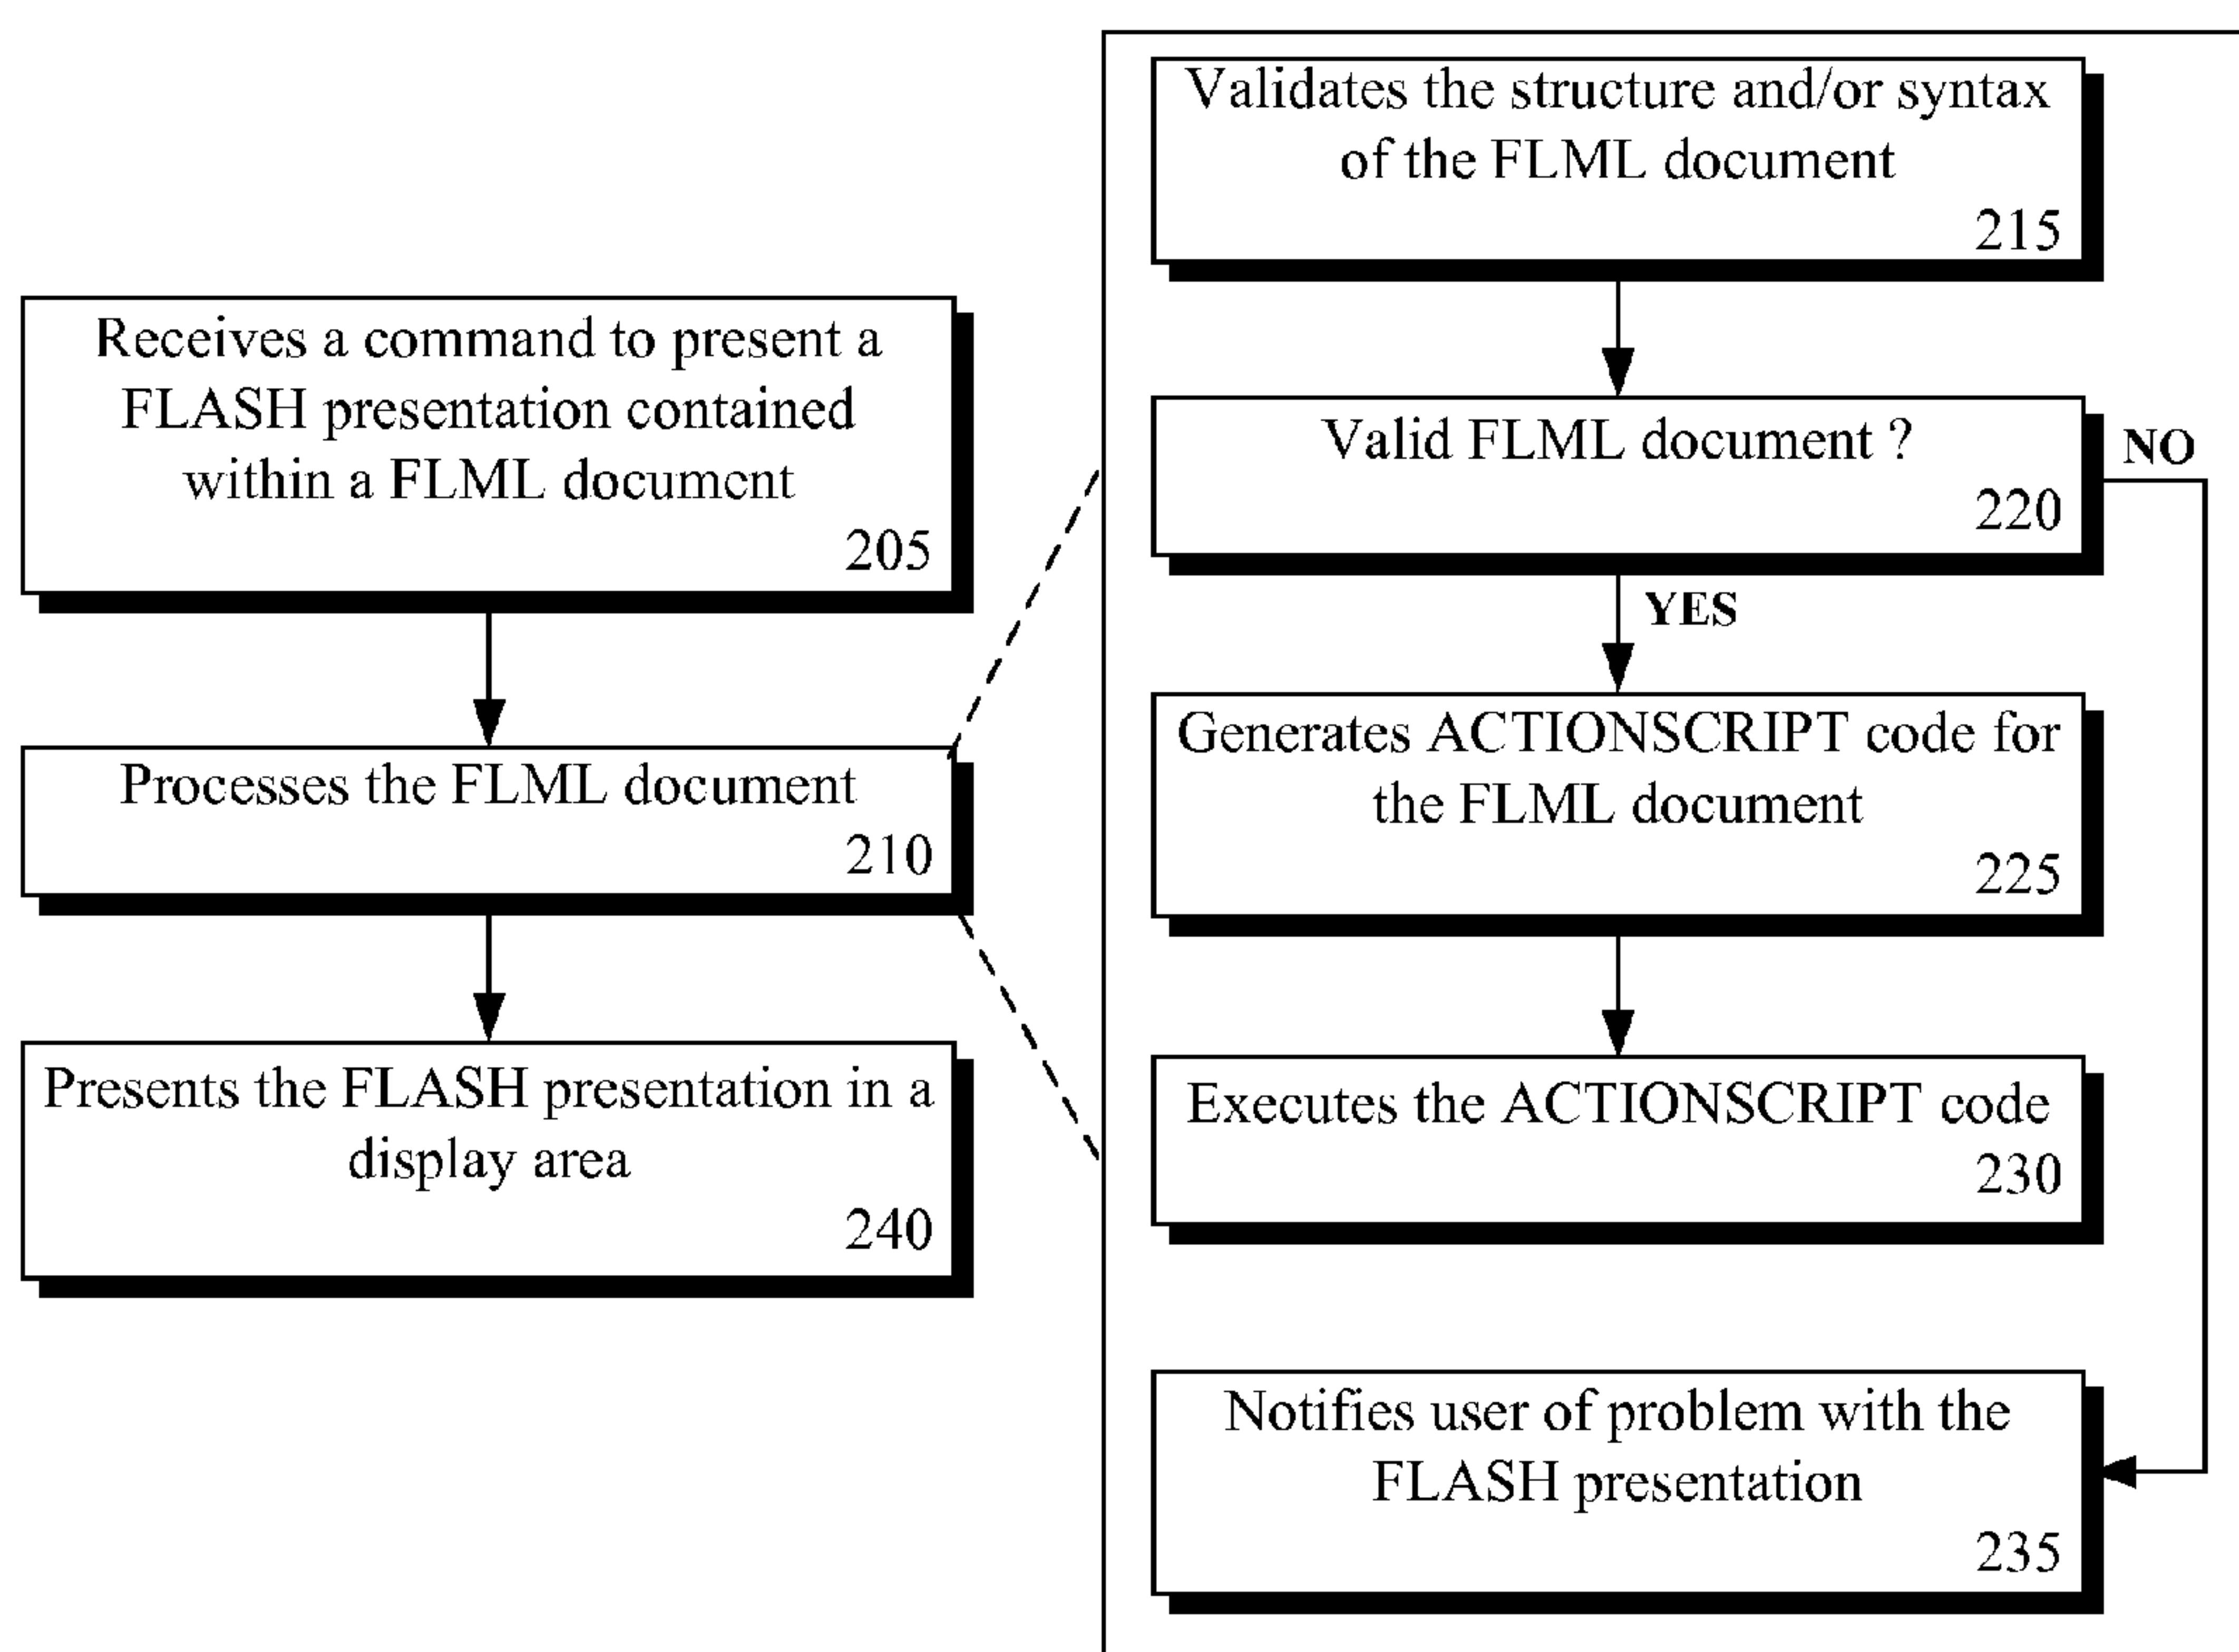 Receives a command to present a
FLASH presentation contained
within a FLML document
205
Processes the FLML document
210
Presents the FLASH presentation in a
display area
240
Validates the structure and/or syntax
of the FLML document
215
Valid FLML document ?
220
NO
YES
Generates ACTIONSCRIPT code for
the FLML document
225
Executes the ACTIONSCRIPT code
230
Notifies user of problem with the
FLASH presentation
235